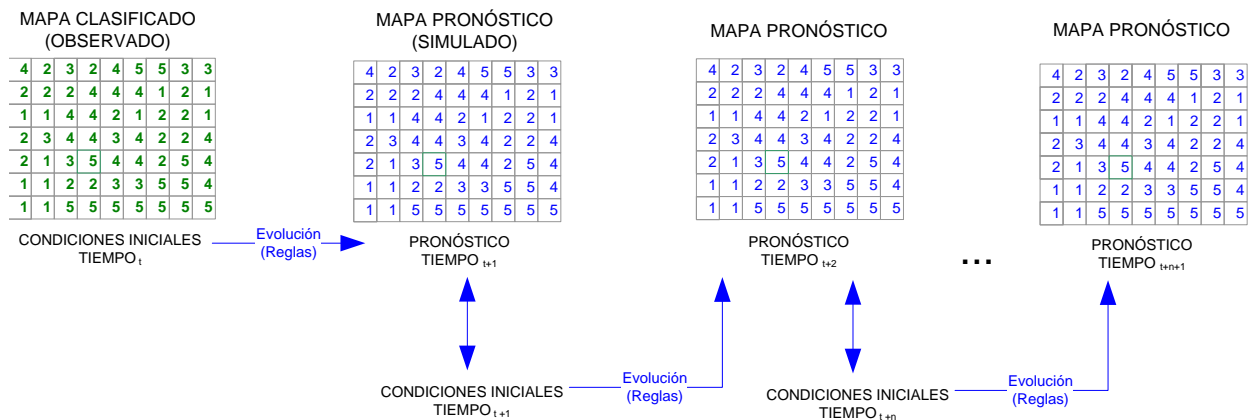 MAPA CLASIFICADO
(OBSERVADO)
4 2 3 2 4 5 5 3 3
2 2 2 4 4 4 1 2 1
1 1 4 4 2 1 2 2 1
2 3 4 4 3 4 2 2 4
2 1 3 5 4 4 2 5 4
1 1 2 2 3 3 5 5 4
1 1 5 5 5 5 5 5 5
CONDICIONES INICIALES
TIEMPO t
Evolución
(Reglas)
MAPA PRONÓSTICO
(SIMULADO)
4 2 3 2 4 5 5 3 3
2 2 2 4 4 4 1 2 1
1 1 4 4 2 1 2 2 1
2 3 4 4 3 4 2 2 4
2 1 3 5 4 4 2 5 4
1 1 2 2 3 3 5 5 4
1 1 5 5 5 5 5 5 5
PRONÓSTICO
TIEMPO t+1
CONDICIONES INICIALES
TIEMPO t+1
Evolución
(Reglas)
MAPA PRONÓSTICO
4 2 3 2 4 5 5 3 3
2 2 2 4 4 4 1 2 1
1 1 4 4 2 1 2 2 1
2 3 4 4 3 4 2 2 4
2 1 3 5 4 4 2 5 4
1 1 2 2 3 3 5 5 4
1 1 5 5 5 5 5 5 5
PRONÓSTICO
TIEMPO t+2
CONDICIONES INICIALES
TIEMPO t+n
...
Evolución
(Reglas)
MAPA PRONÓSTICO
4 2 3 2 4 5 5 3 3
2 2 2 4 4 4 1 2 1
1 1 4 4 2 1 2 2 1
2 3 4 4 3 4 2 2 4
2 1 3 5 4 4 2 5 4
1 1 2 2 3 3 5 5 4
1 1 5 5 5 5 5 5 5
PRONÓSTICO
TIEMPO t+n+1